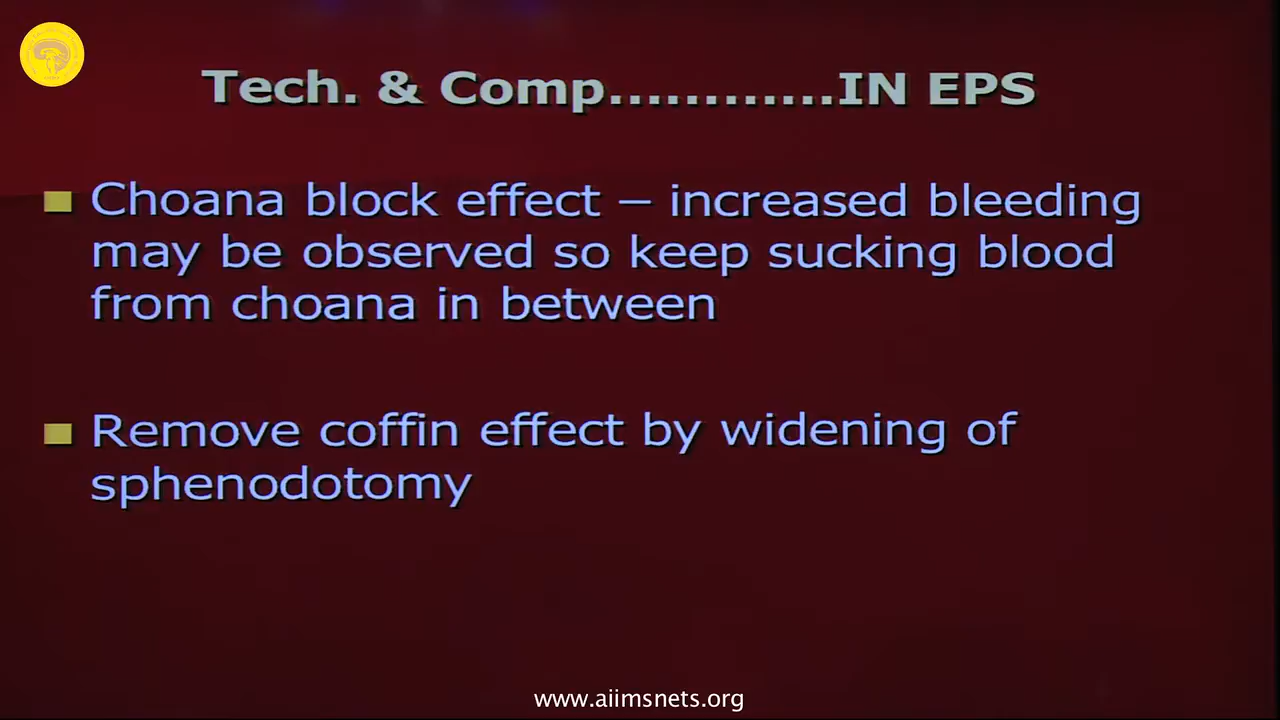 Tech. & Comp............IN EPS
Choana block effect – increased bleeding
may be observed so keep sucking blood
from choana in between
Remove coffin effect by widening of
sphenodotomy
www.aiimsnets.org